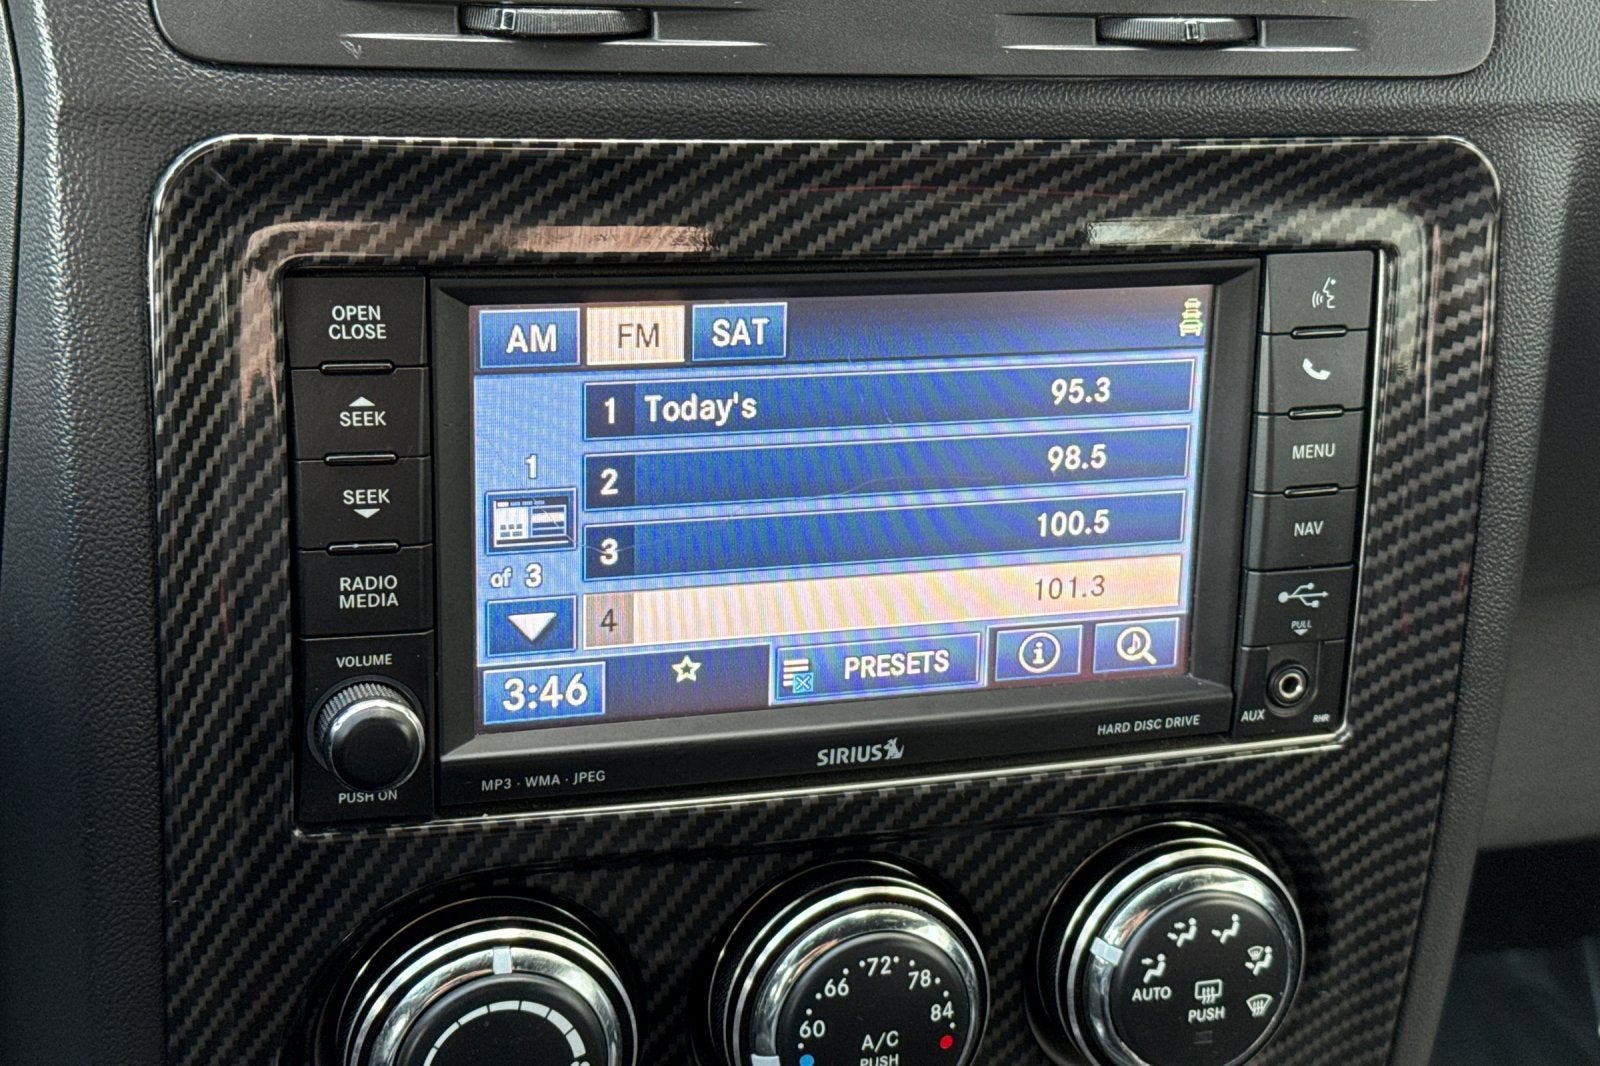 OPEN
CLOSE
SEEK
SEEK
RADIO
MEDIA
VOLUME
PUSH ON
AM FM SAT
1 Today's 95.3
2 98.5
3 100.5
4 101.3
1
of 3
3:46 PRESETS
MENU
NAV
PULL
AUX RHR
MP3 · WMA · JPEG
SIRIUS
HARD DISC DRIVE
60 66 72 78 84
A/C
PUSH
AUTO
PUSH